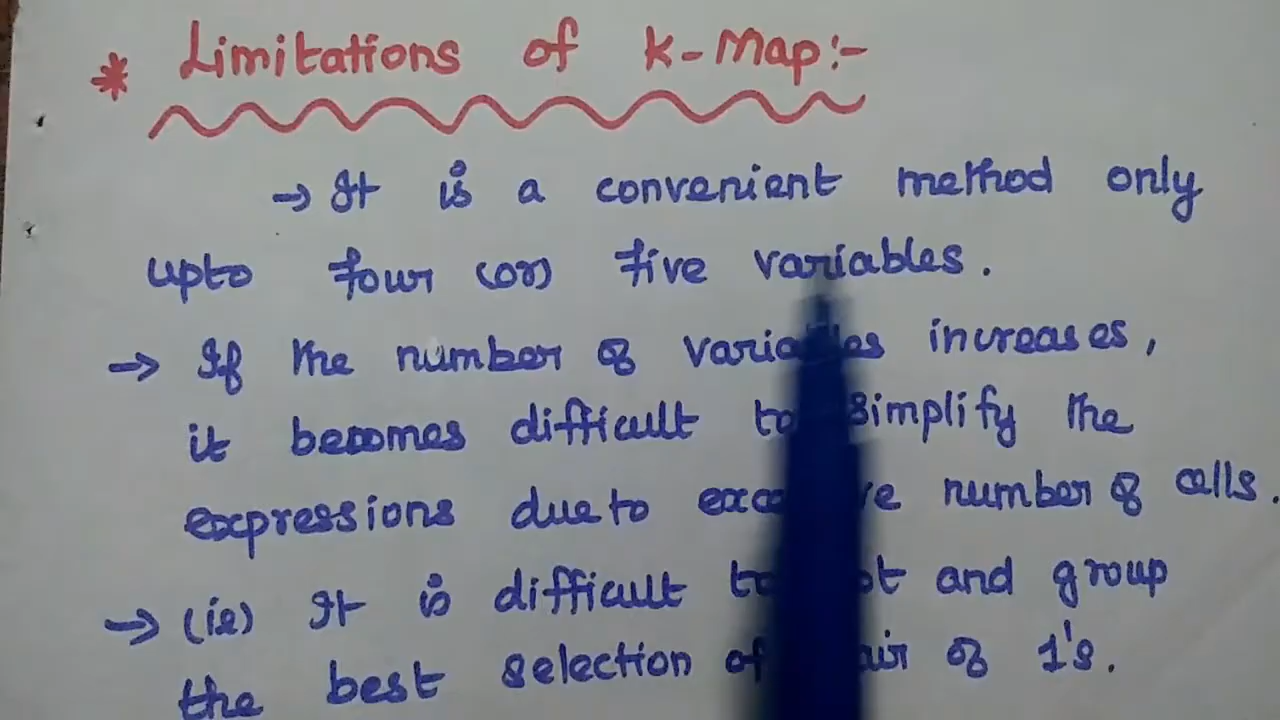 * Limitations of K-Map:-
→ It is a convenient method only
upto four (or) five variables.
→ If the number of variables increases,
it becomes difficult to simplify the
expressions due to number of calls.
→ (ie) It is difficult to and group
the best selection of of 1's.